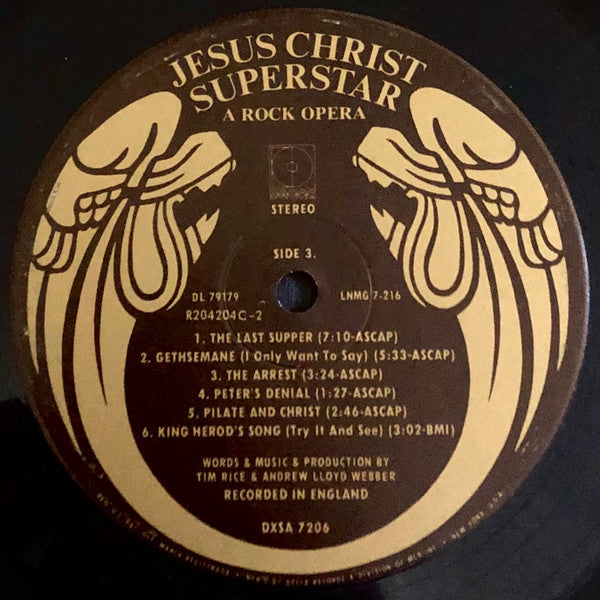 JESUS CHRIST
SUPERSTAR
A ROCK OPERA
STEREO
SIDE 3.
DL 79179
LNMG 7-216
R204204C-2
1. THE LAST SUPPER (7:10-ASCAP)
2. GETHSEMANE (I Only Want To Say) (5:33-ASCAP)
3. THE ARREST (3:24-ASCAP)
4. PETER'S DENIAL (1:27-ASCAP)
5. PILATE AND CHRIST (2:46-ASCAP)
6. KING HEROD'S SONG (Try It And See) (3:02-BMI)
WORDS & MUSIC & PRODUCTION BY
TIM RICE & ANDREW LLOYD WEBBER
RECORDED IN ENGLAND
DXSA 7206